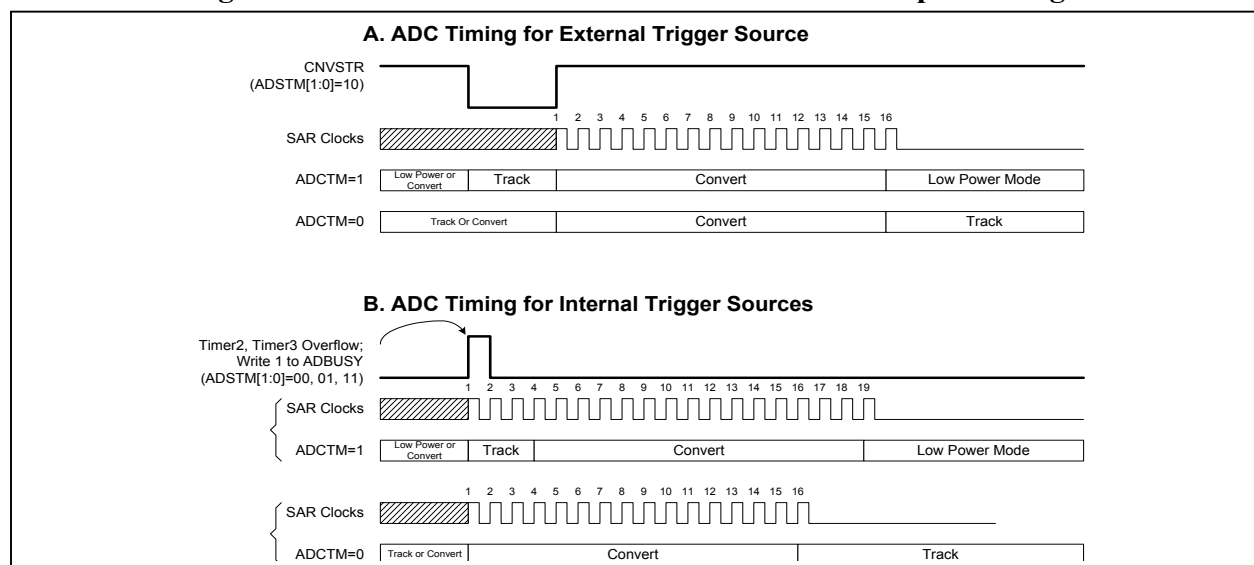 A. ADC Timing for External Trigger Source
CNVSTR
(ADSTM[1:0]=10)
1 2 3 4 5 6 7 8 9 10 11 12 13 14 15 16
SAR Clocks
ADCTM=1 Low Power or Convert Track Convert Low Power Mode
ADCTM=0 Track Or Convert Convert Track
B. ADC Timing for Internal Trigger Sources
Timer2, Timer3 Overflow;
Write 1 to ADBUSY
(ADSTM[1:0]=00, 01, 11)
1 2 3 4 5 6 7 8 9 10 11 12 13 14 15 16 17 18 19
SAR Clocks
ADCTM=1 Low Power or Convert Track Convert Low Power Mode
1 2 3 4 5 6 7 8 9 10 11 12 13 14 15 16
SAR Clocks
ADCTM=0 Track or Convert Convert Track